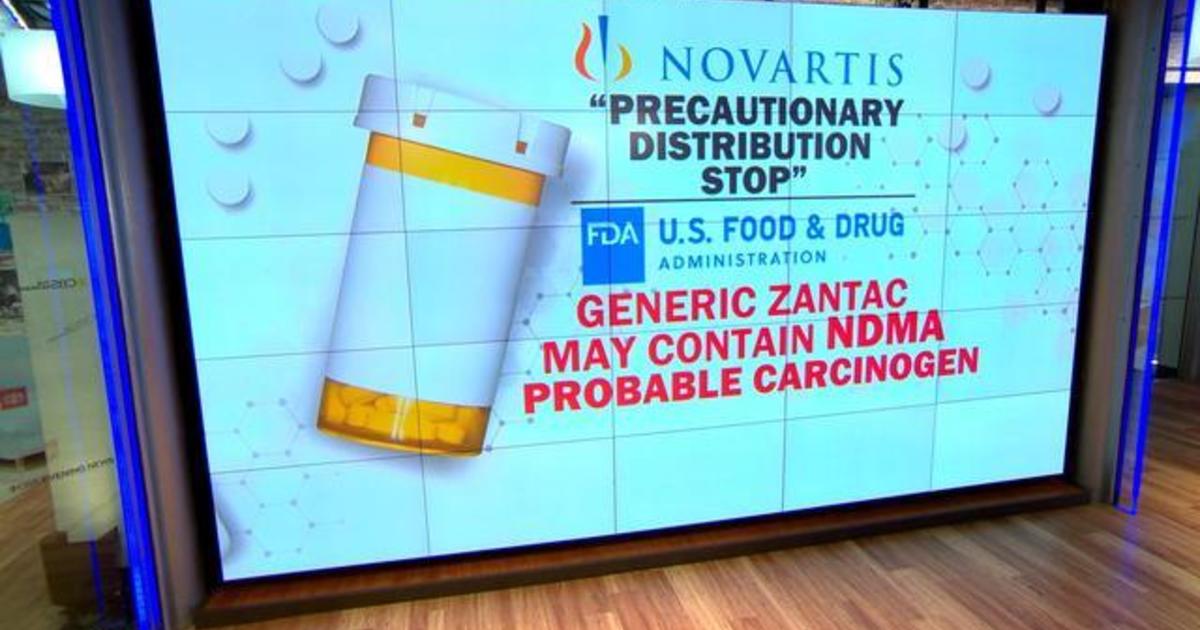 NOVARTIS
“PRECAUTIONARY
DISTRIBUTION
STOP”
FDA U.S. FOOD & DRUG
ADMINISTRATION
GENERIC ZANTAC
MAY CONTAIN NDMA
PROBABLE CARCINOGEN